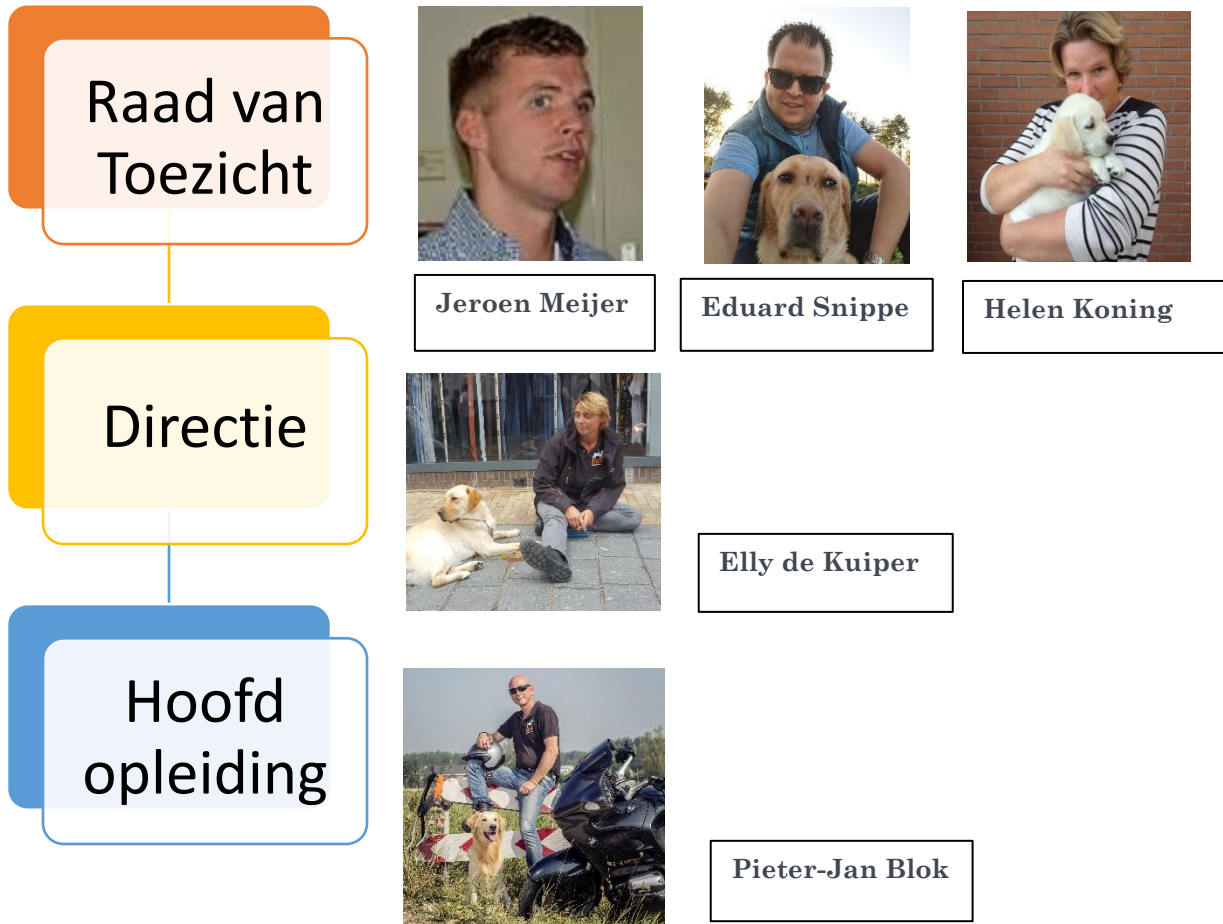 Raad van
Toezicht
Jeroen Meijer
Eduard Snippe
Helen Koning
Directie
Elly de Kuiper
Hoofd
opleiding
Pieter-Jan Blok